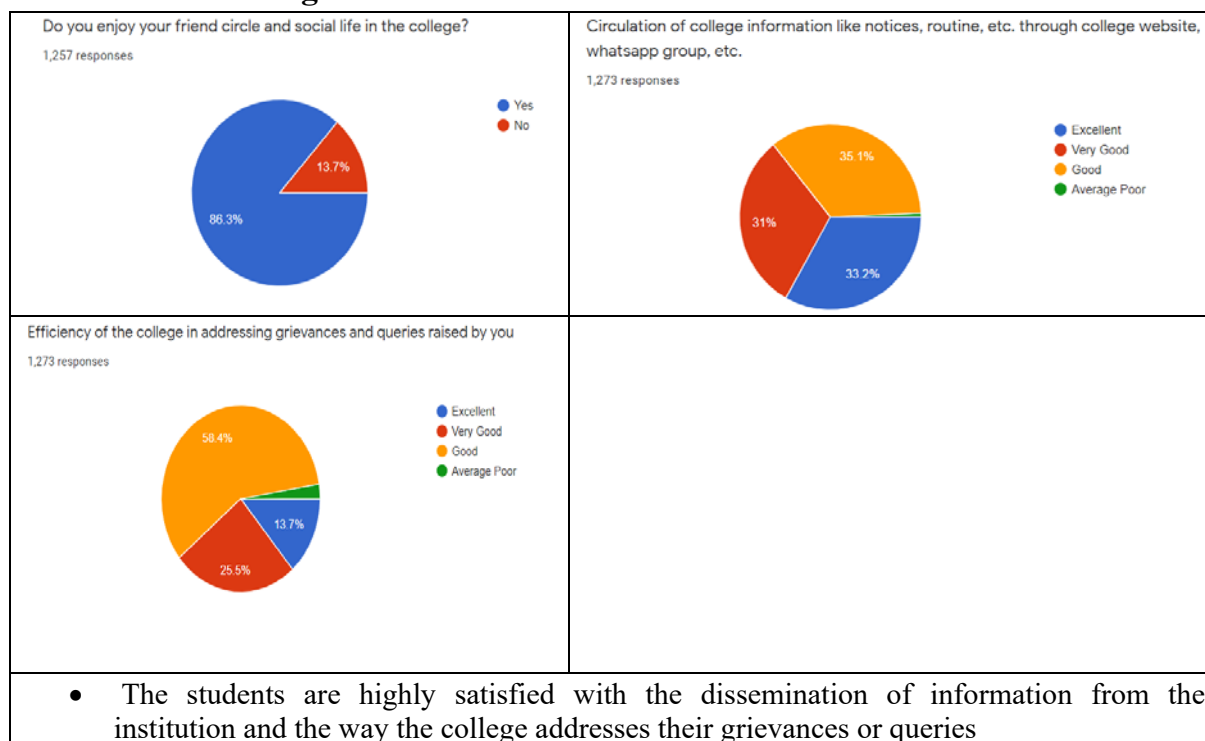 Do you enjoy your friend circle and social life in the college?
1,257 responses
Yes
No
13.7%
86.3%
Circulation of college information like notices, routine, etc. through college website,
whatsapp group, etc.
1,273 responses
Excellent
Very Good
Good
Average Poor
35.1%
31%
33.2%
Efficiency of the college in addressing grievances and queries raised by you
1,273 responses
Excellent
Very Good
Good
Average Poor
58.4%
13.7%
25.5%
• The students are highly satisfied with the dissemination of information from the
institution and the way the college addresses their grievances or queries